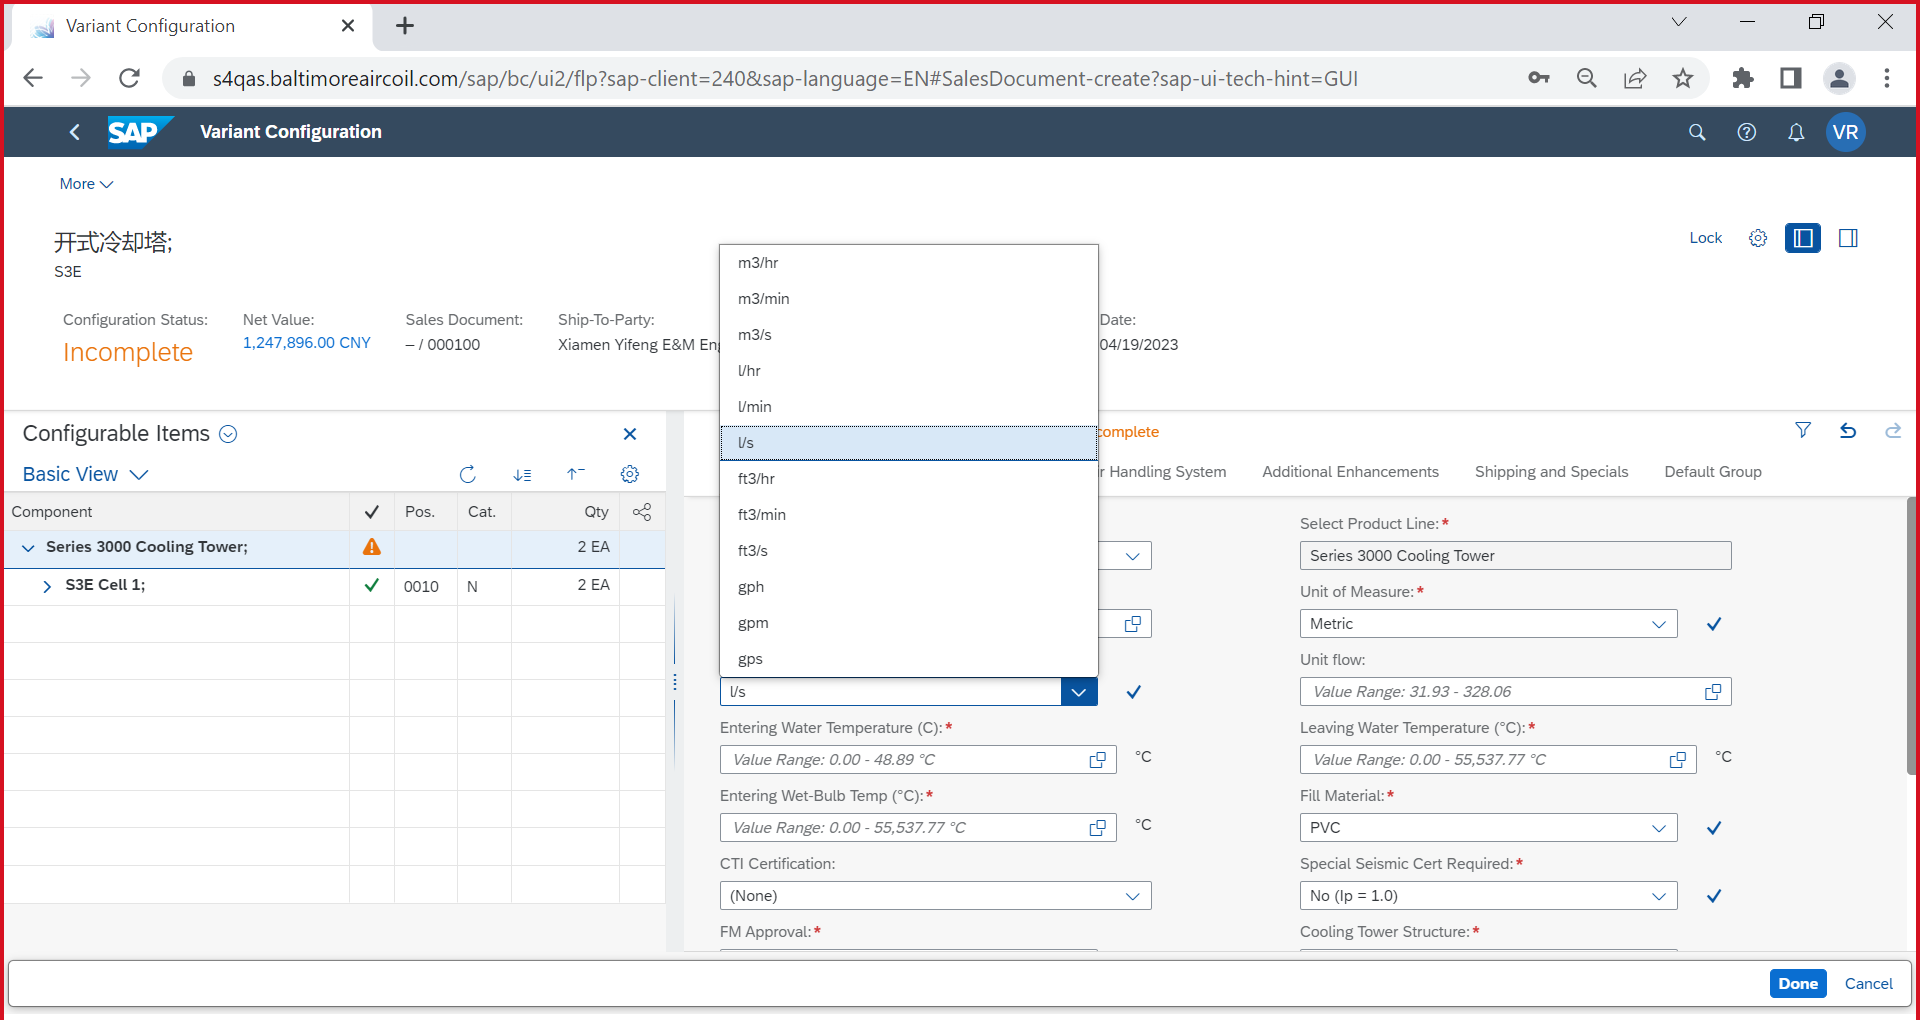 Variant Configuration
s4qas.baltimoreaircoil.com/sap/bc/ui2/flp?sap-client=240&sap-language=EN#SalesDocument-create?sap-ui-tech-hint=GUI
SAP Variant Configuration VR
More
开式冷却塔;
S3E
Lock
Configuration Status: Net Value: Sales Document: Ship-To-Party: Date:
Incomplete 1,247,896.00 CNY – / 000100 Xiamen Yifeng E&M Eng 04/19/2023
m3/hr
m3/min
m3/s
l/hr
l/min
l/s
ft3/hr
ft3/min
ft3/s
gph
gpm
gps
Configurable Items
Basic View
Component Pos. Cat. Qty
Series 3000 Cooling Tower; 2 EA
S3E Cell 1; 0010 N 2 EA
complete
r Handling System Additional Enhancements Shipping and Specials Default Group
Select Product Line:*
Series 3000 Cooling Tower
Unit of Measure:*
Metric
Unit flow:
l/s Value Range: 31.93 - 328.06
Entering Water Temperature (C):* Leaving Water Temperature (°C):*
Value Range: 0.00 - 48.89 °C °C Value Range: 0.00 - 55,537.77 °C °C
Entering Wet-Bulb Temp (°C):* Fill Material:*
Value Range: 0.00 - 55,537.77 °C °C PVC
CTI Certification: Special Seismic Cert Required:*
(None) No (Ip = 1.0)
FM Approval:* Cooling Tower Structure:*
Done Cancel